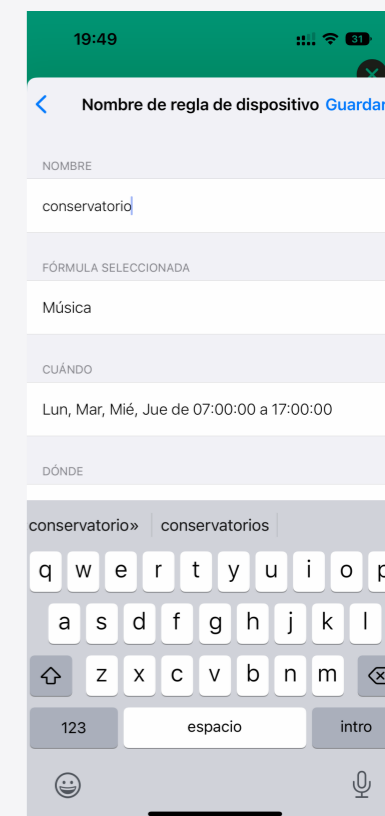 19:49
31
Nombre de regla de dispositivo Guardar
NOMBRE
conservatorio
FÓRMULA SELECCIONADA
Música
CUÁNDO
Lun, Mar, Mié, Jue de 07:00:00 a 17:00:00
DÓNDE
conservatorio» conservatorios
q w e r t y u i o p
a s d f g h j k l
z x c v b n m
123 espacio intro